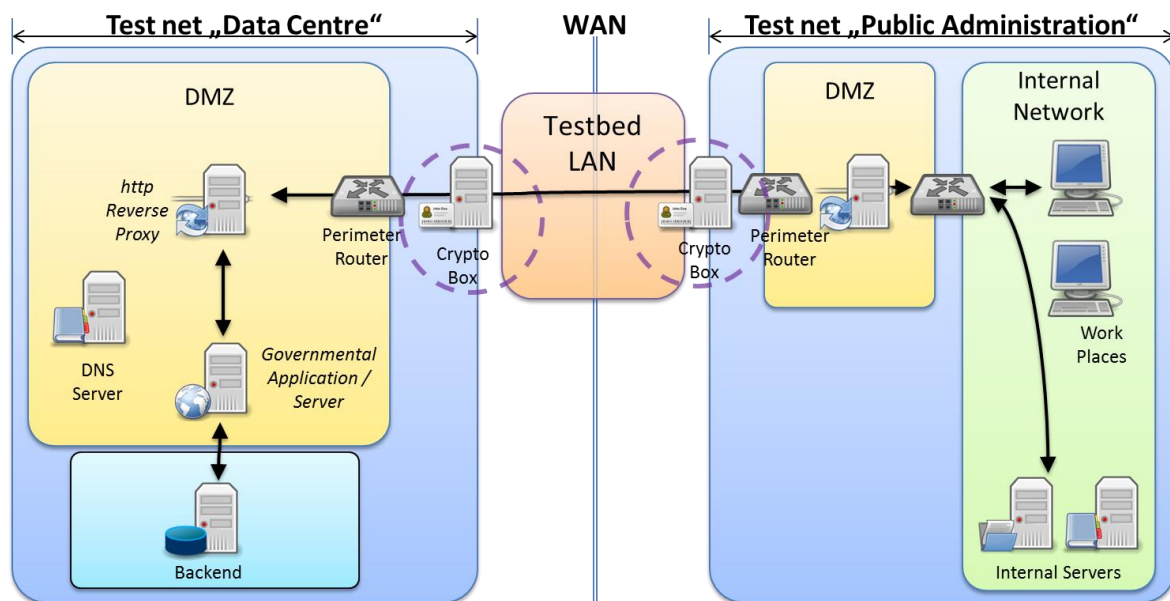 Test net „Data Centre“
WAN
Test net „Public Administration“
DMZ
http
Reverse
Proxy
Perimeter
Router
Crypto
Box
DNS
Server
Governmental
Application /
Server
Backend
Testbed
LAN
Crypto
Box
Perimeter
Router
DMZ
Internal
Network
Work
Places
Internal Servers